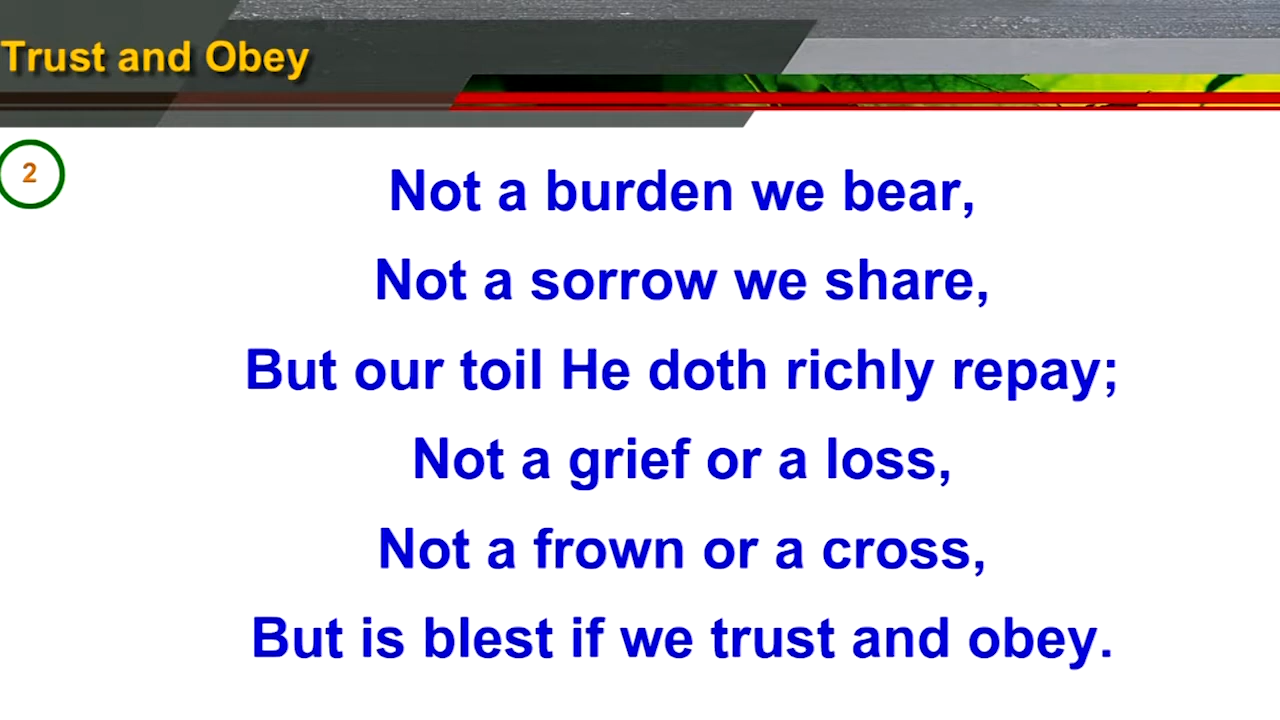 Trust and Obey
2
Not a burden we bear,
Not a sorrow we share,
But our toil He doth richly repay;
Not a grief or a loss,
Not a frown or a cross,
But is blest if we trust and obey.